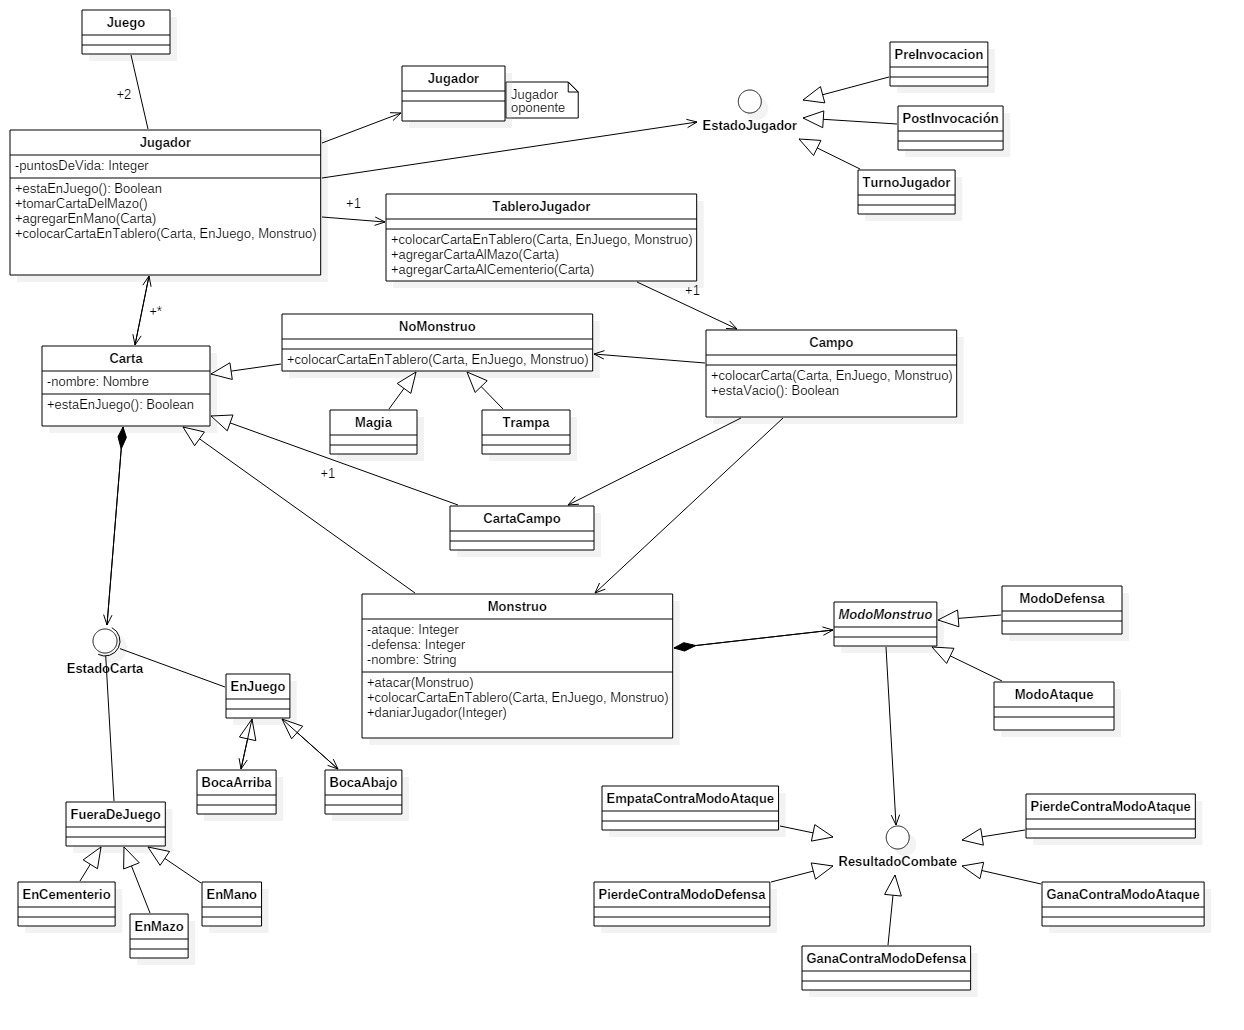 Juego
+2
Jugador
Jugador
oponente
PreInvocacion
EstadoJugador
PostInvocación
TurnoJugador
Jugador
-puntosDeVida: Integer
+estaEnJuego(): Boolean
+tomarCartaDelMazo()
+agregarEnMano(Carta)
+colocarCartaEnTablero(Carta, EnJuego, Monstruo)
+1
TableroJugador
+colocarCartaEnTablero(Carta, EnJuego, Monstruo)
+agregarCartaAlMazo(Carta)
+agregarCartaAlCementerio(Carta)
+1
+*
NoMonstruo
+colocarCartaEnTablero(Carta, EnJuego, Monstruo)
Campo
+colocarCarta(Carta, EnJuego, Monstruo)
+estaVacio(): Boolean
Carta
-nombre: Nombre
+estaEnJuego(): Boolean
Magia
Trampa
+1
CartaCampo
Monstruo
-ataque: Integer
-defensa: Integer
-nombre: String
+atacar(Monstruo)
+colocarCartaEnTablero(Carta, EnJuego, Monstruo)
+daniarJugador(Integer)
ModoMonstruo
ModoDefensa
ModoAtaque
EstadoCarta
EnJuego
BocaArriba
BocaAbajo
FueraDeJuego
EnCementerio
EnMazo
EnMano
EmpataContraModoAtaque
PierdeContraModoAtaque
ResultadoCombate
PierdeContraModoDefensa
GanaContraModoAtaque
GanaContraModoDefensa